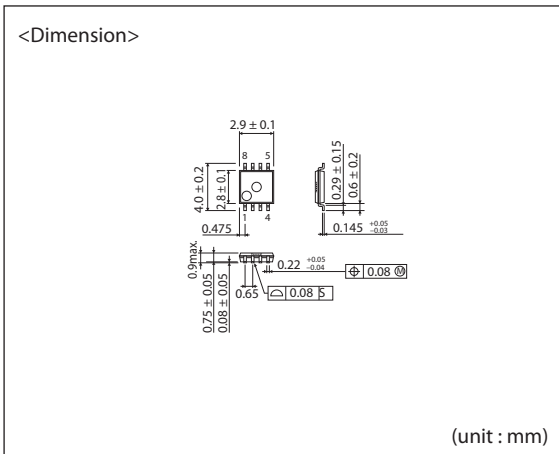 <Dimension>
2.9 ± 0.1
8 5
4.0 ± 0.2
2.8 ± 0.1
1 4
0.475
0.29 ± 0.15
0.6 ± 0.2
0.145 +0.05 −0.03
0.9max.
0.75 ± 0.05
0.08 ± 0.05
0.65
0.22 +0.05 −0.04
⌖ 0.08 Ⓜ
⌓ 0.08 S
(unit : mm)